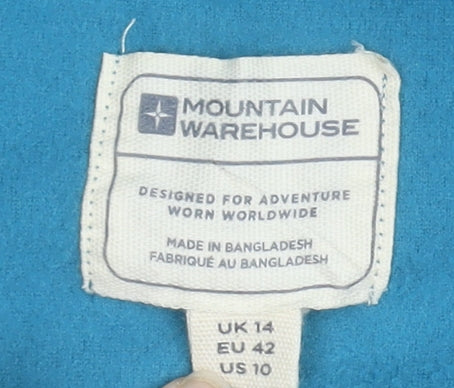 MOUNTAIN
WAREHOUSE
DESIGNED FOR ADVENTURE
WORN WORLDWIDE
MADE IN BANGLADESH
FABRIQUÉ AU BANGLADESH
UK 14
EU 42
US 10